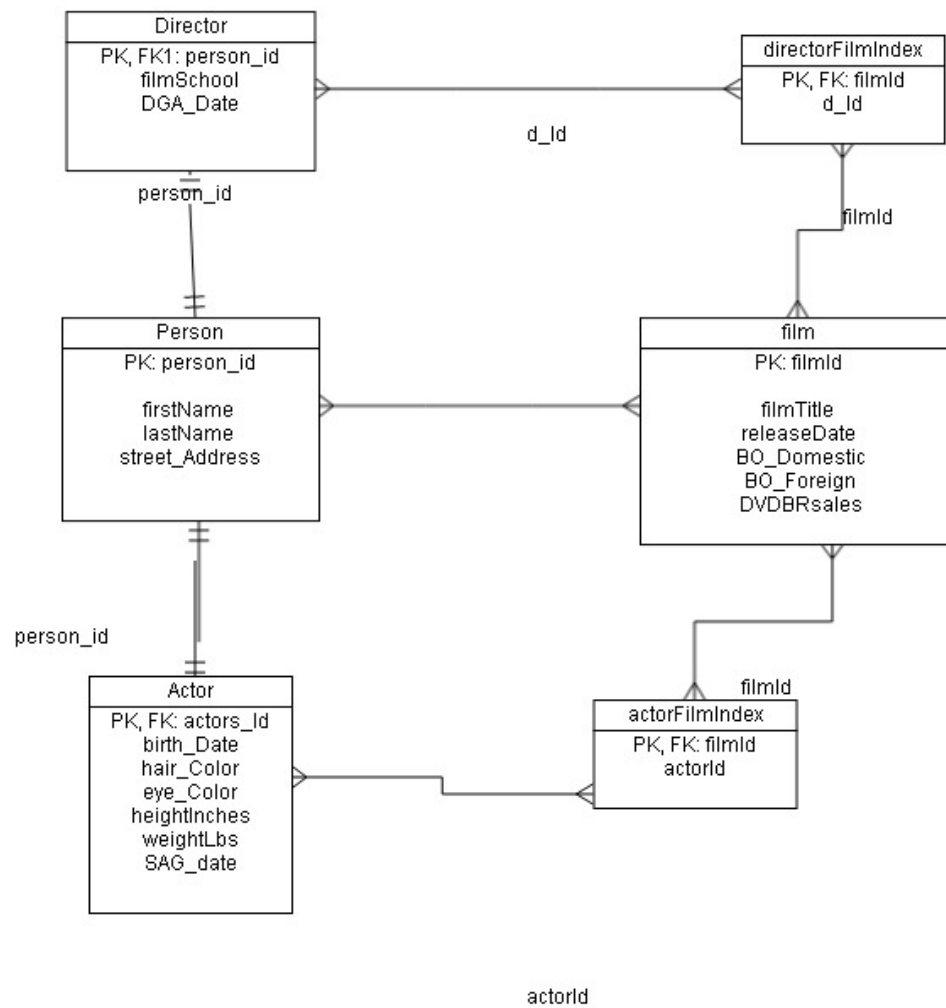 Director
PK, FK1: person_id
filmSchool
DGA_Date
directorFilmIndex
PK, FK: filmId
d_Id
d_Id
person_id
filmId
Person
PK: person_id
firstName
lastName
street_Address
film
PK: filmId
filmTitle
releaseDate
BO_Domestic
BO_Foreign
DVDBRsales
person_id
Actor
PK, FK: actors_Id
birth_Date
hair_Color
eye_Color
heightInches
weightLbs
SAG_date
filmId
actorFilmIndex
PK, FK: filmId
actorId
actorId